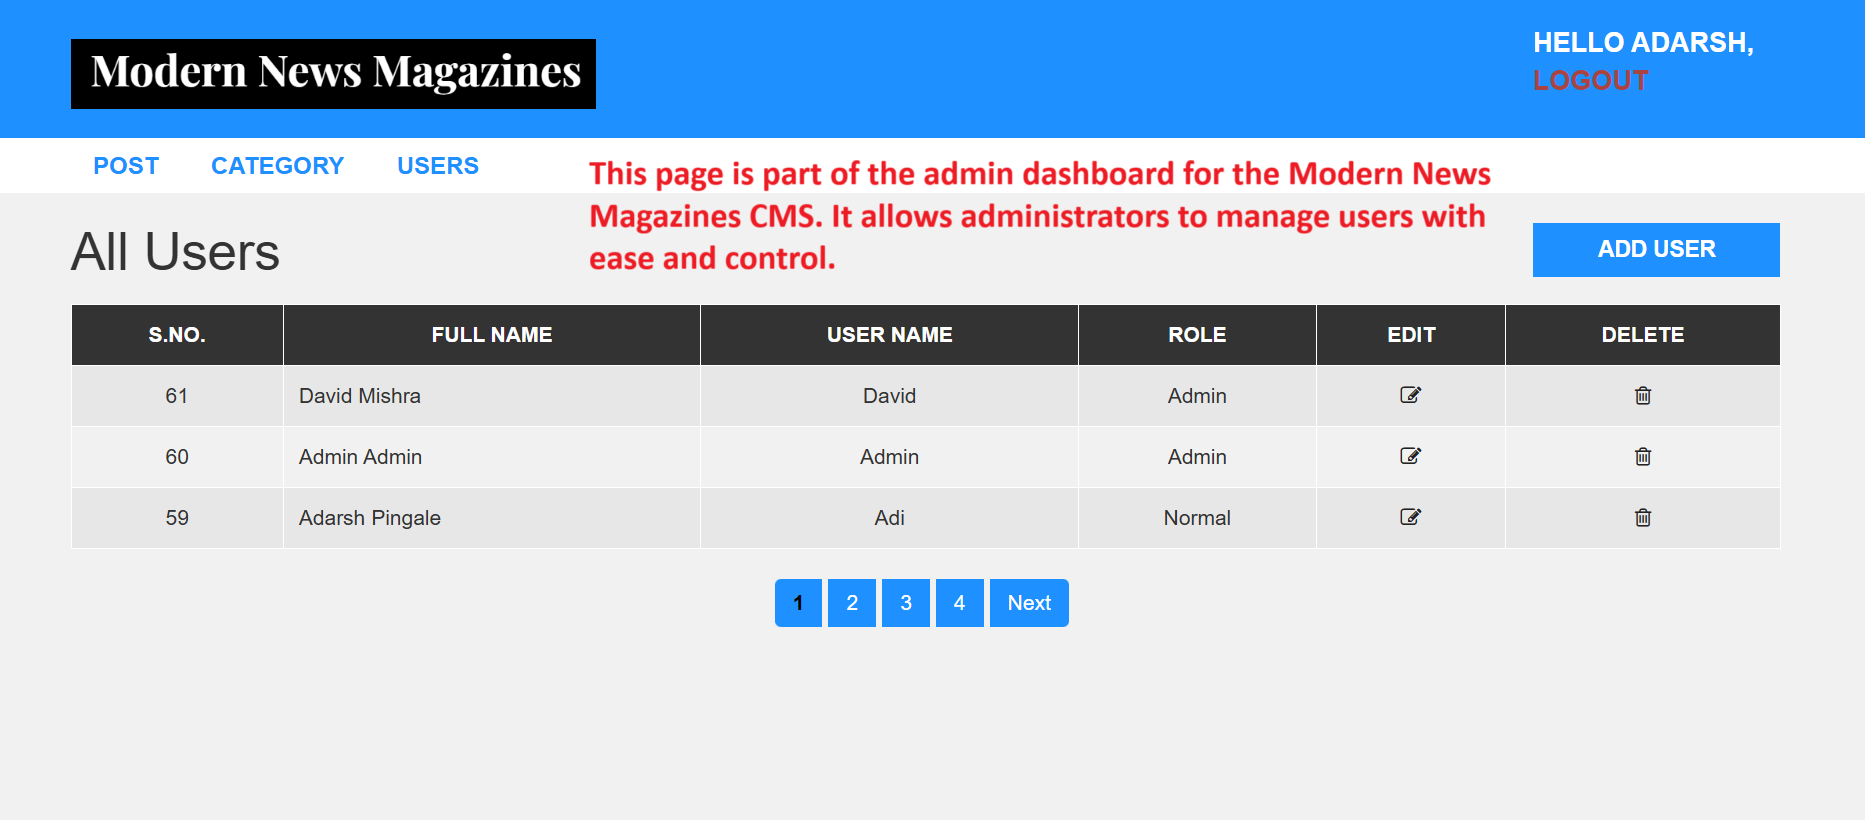 Modern News Magazines
HELLO ADARSH,
LOGOUT
POST CATEGORY USERS
This page is part of the admin dashboard for the Modern News
Magazines CMS. It allows administrators to manage users with
ease and control.
All Users
ADD USER
S.NO. FULL NAME USER NAME ROLE EDIT DELETE
61 David Mishra David Admin
60 Admin Admin Admin Admin
59 Adarsh Pingale Adi Normal
1 2 3 4 Next